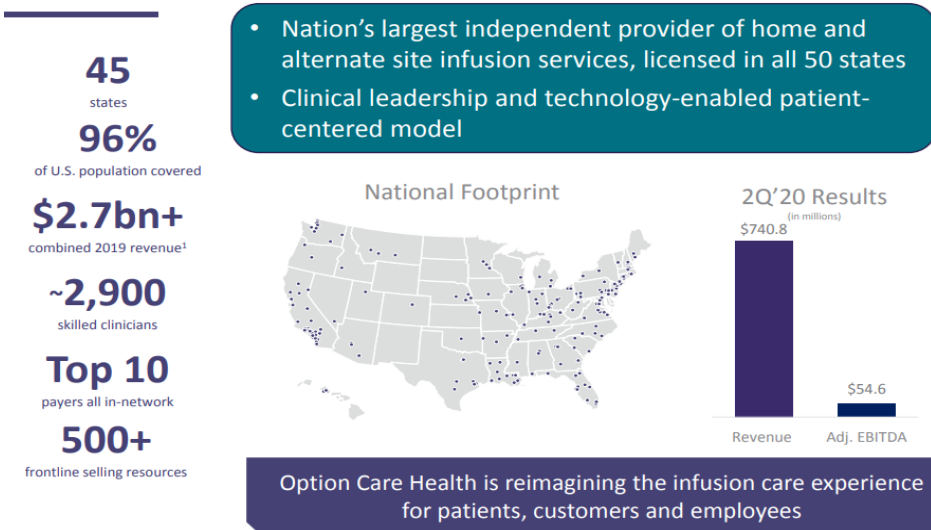 45
states
96%
of U.S. population covered
$2.7bn+
combined 2019 revenue¹
~2,900
skilled clinicians
Top 10
payers all in-network
500+
frontline selling resources
• Nation’s largest independent provider of home and
alternate site infusion services, licensed in all 50 states
• Clinical leadership and technology-enabled patient-
centered model
National Footprint
2Q’20 Results
(in millions)
$740.8
$54.6
Revenue
Adj. EBITDA
Option Care Health is reimagining the infusion care experience
for patients, customers and employees